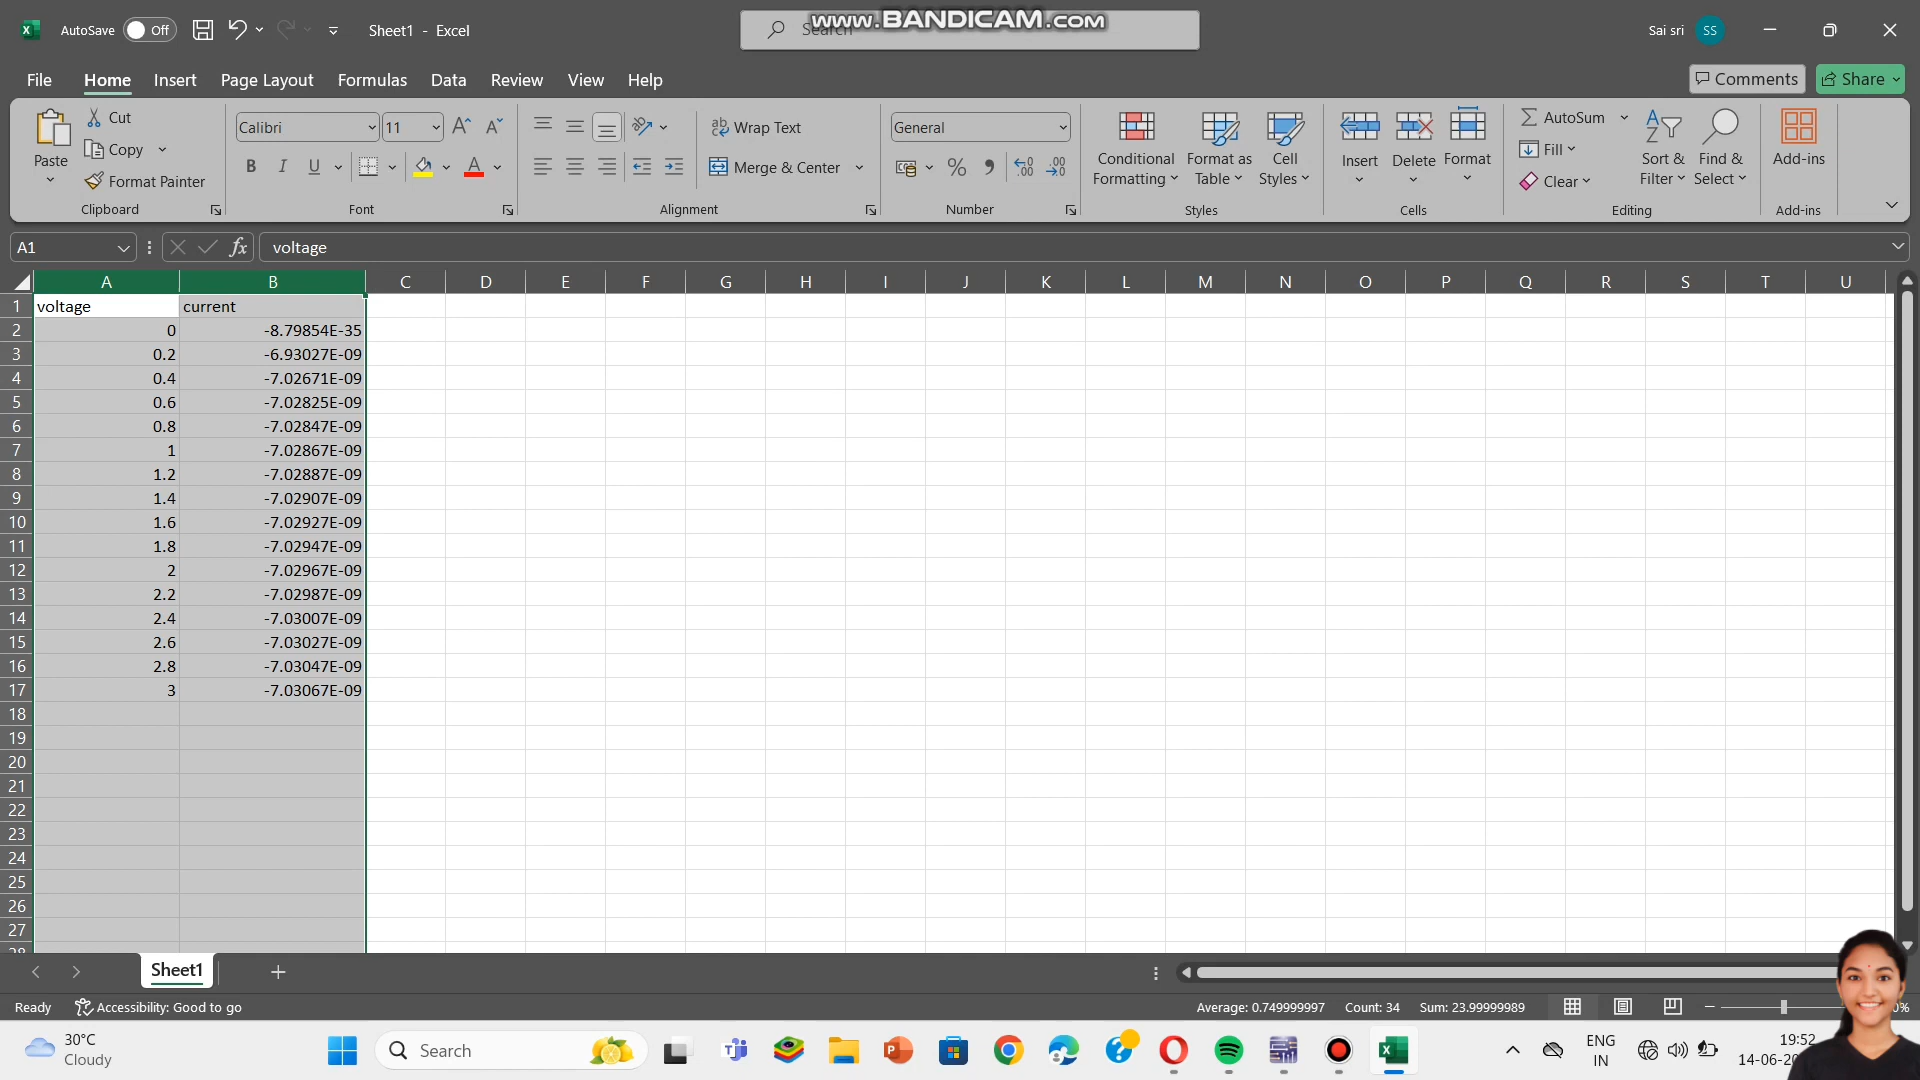 AutoSave Off Sheet1 - Excel
Search
www.BANDICAM.com
Sai sri SS
File Home Insert Page Layout Formulas Data Review View Help
Comments Share
Paste
Cut
Copy
Format Painter
Clipboard
Calibri 11
B I U A
Font
Wrap Text
Merge & Center
Alignment
General
% 9
Number
Conditional Formatting
Format as Table
Cell Styles
Styles
Insert Delete Format
Cells
AutoSum
Fill
Clear
Sort & Filter
Find & Select
Editing
Add-ins
Add-ins
A1 fx voltage
A B C D E F G H I J K L M N O P Q R S T U
1 voltage current
2 0 -8.79854E-35
3 0.2 -6.93027E-09
4 0.4 -7.02671E-09
5 0.6 -7.02825E-09
6 0.8 -7.02847E-09
7 1 -7.02867E-09
8 1.2 -7.02887E-09
9 1.4 -7.02907E-09
10 1.6 -7.02927E-09
11 1.8 -7.02947E-09
12 2 -7.02967E-09
13 2.2 -7.02987E-09
14 2.4 -7.03007E-09
15 2.6 -7.03027E-09
16 2.8 -7.03047E-09
17 3 -7.03067E-09
18
19
20
21
22
23
24
25
26
27
28
Sheet1
Ready Accessibility: Good to go Average: 0.749999997 Count: 34 Sum: 23.99999989
30°C
Cloudy
Search
ENG
IN
19:52
14-06-20